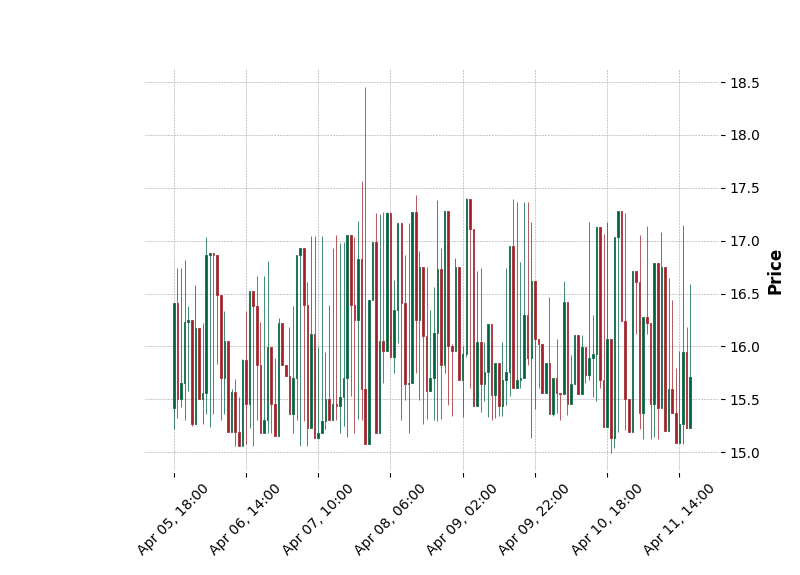 18.5
18.0
17.5
17.0
16.5
16.0
15.5
15.0
Price
Apr 05, 18:00
Apr 06, 14:00
Apr 07, 10:00
Apr 08, 06:00
Apr 09, 02:00
Apr 09, 22:00
Apr 10, 18:00
Apr 11, 14:00